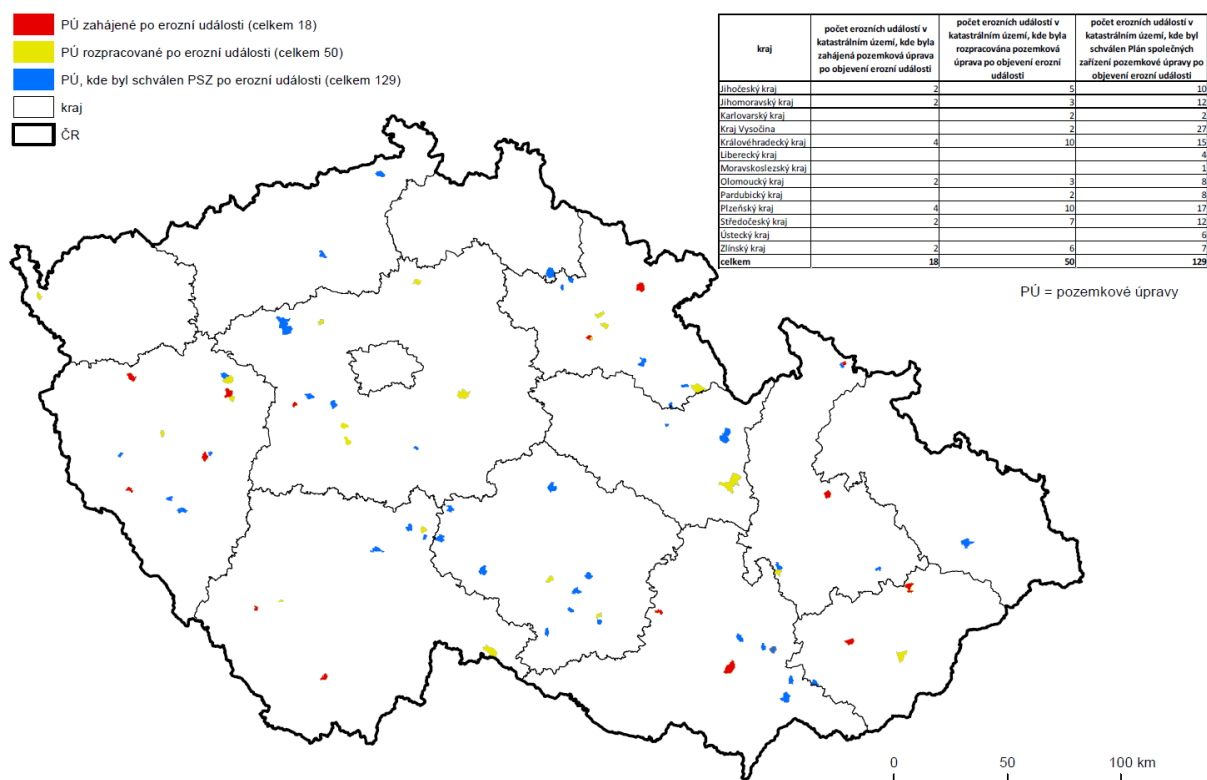 PÚ zahájené po erozní události (celkem 18)
PÚ rozpracované po erozní události (celkem 50)
PÚ, kde byl schválen PSZ po erozní události (celkem 129)
kraj
ČR
kraj
počet erozních událostí v
katastrálním území, kde byla
zahájená pozemková úprava
po objevení erozní události
počet erozních událostí v
katastrálním území, kde byla
rozpracována pozemková
úprava po objevení erozní
události
počet erozních událostí v
katastrálním území, kde byl
schválen Plán společných
zařízení pozemkové úpravy po
objevení erozní události
Jihočeský kraj 2 5 10
Jihomoravský kraj 2 3 12
Karlovarský kraj 2 2
Kraj Vysočina 2 27
Královéhradecký kraj 4 10 15
Liberecký kraj 4
Moravskoslezský kraj 1
Olomoucký kraj 2 3 8
Pardubický kraj 2 8
Plzeňský kraj 4 10 17
Středočeský kraj 2 7 12
Ústecký kraj 6
Zlínský kraj 2 6 7
celkem 18 50 129
PÚ = pozemkové úpravy
0 50 100 km